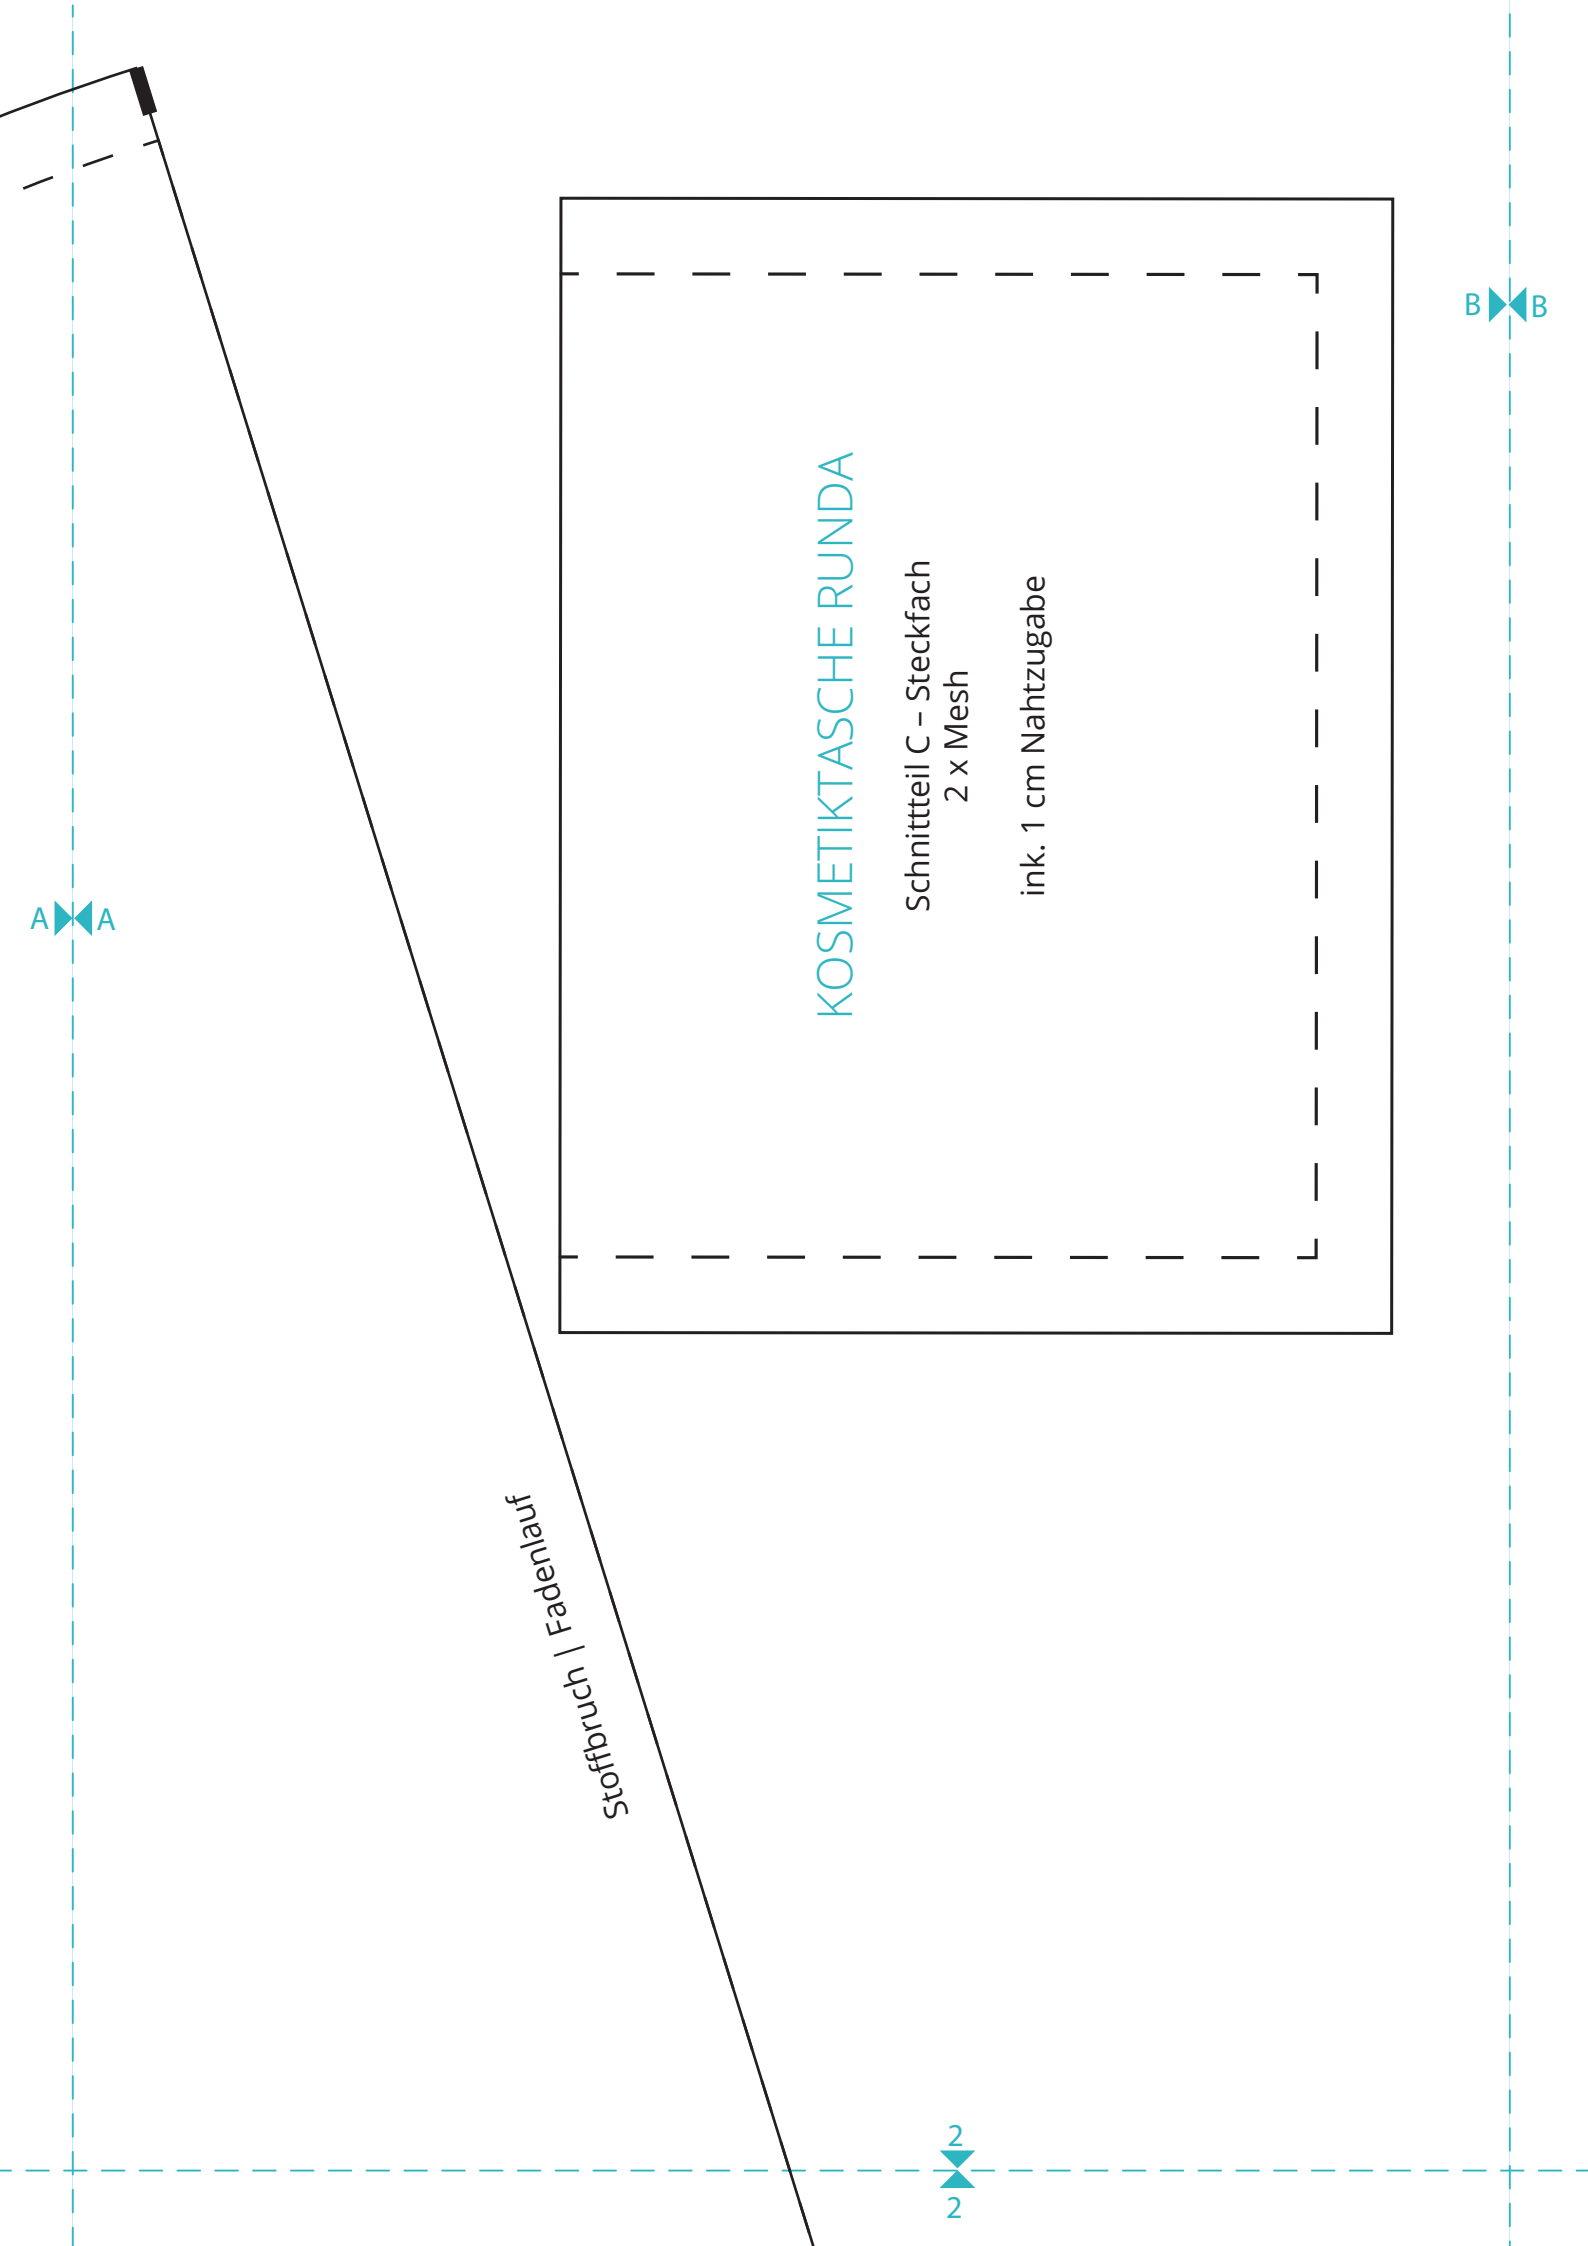 B B
KOSMETIKTASCHE RUNDA
Schnittteil C – Steckfach
2 x Mesh
ink. 1 cm Nahtzugabe
A A
Stoffbruch | Fadenlauf
2
2